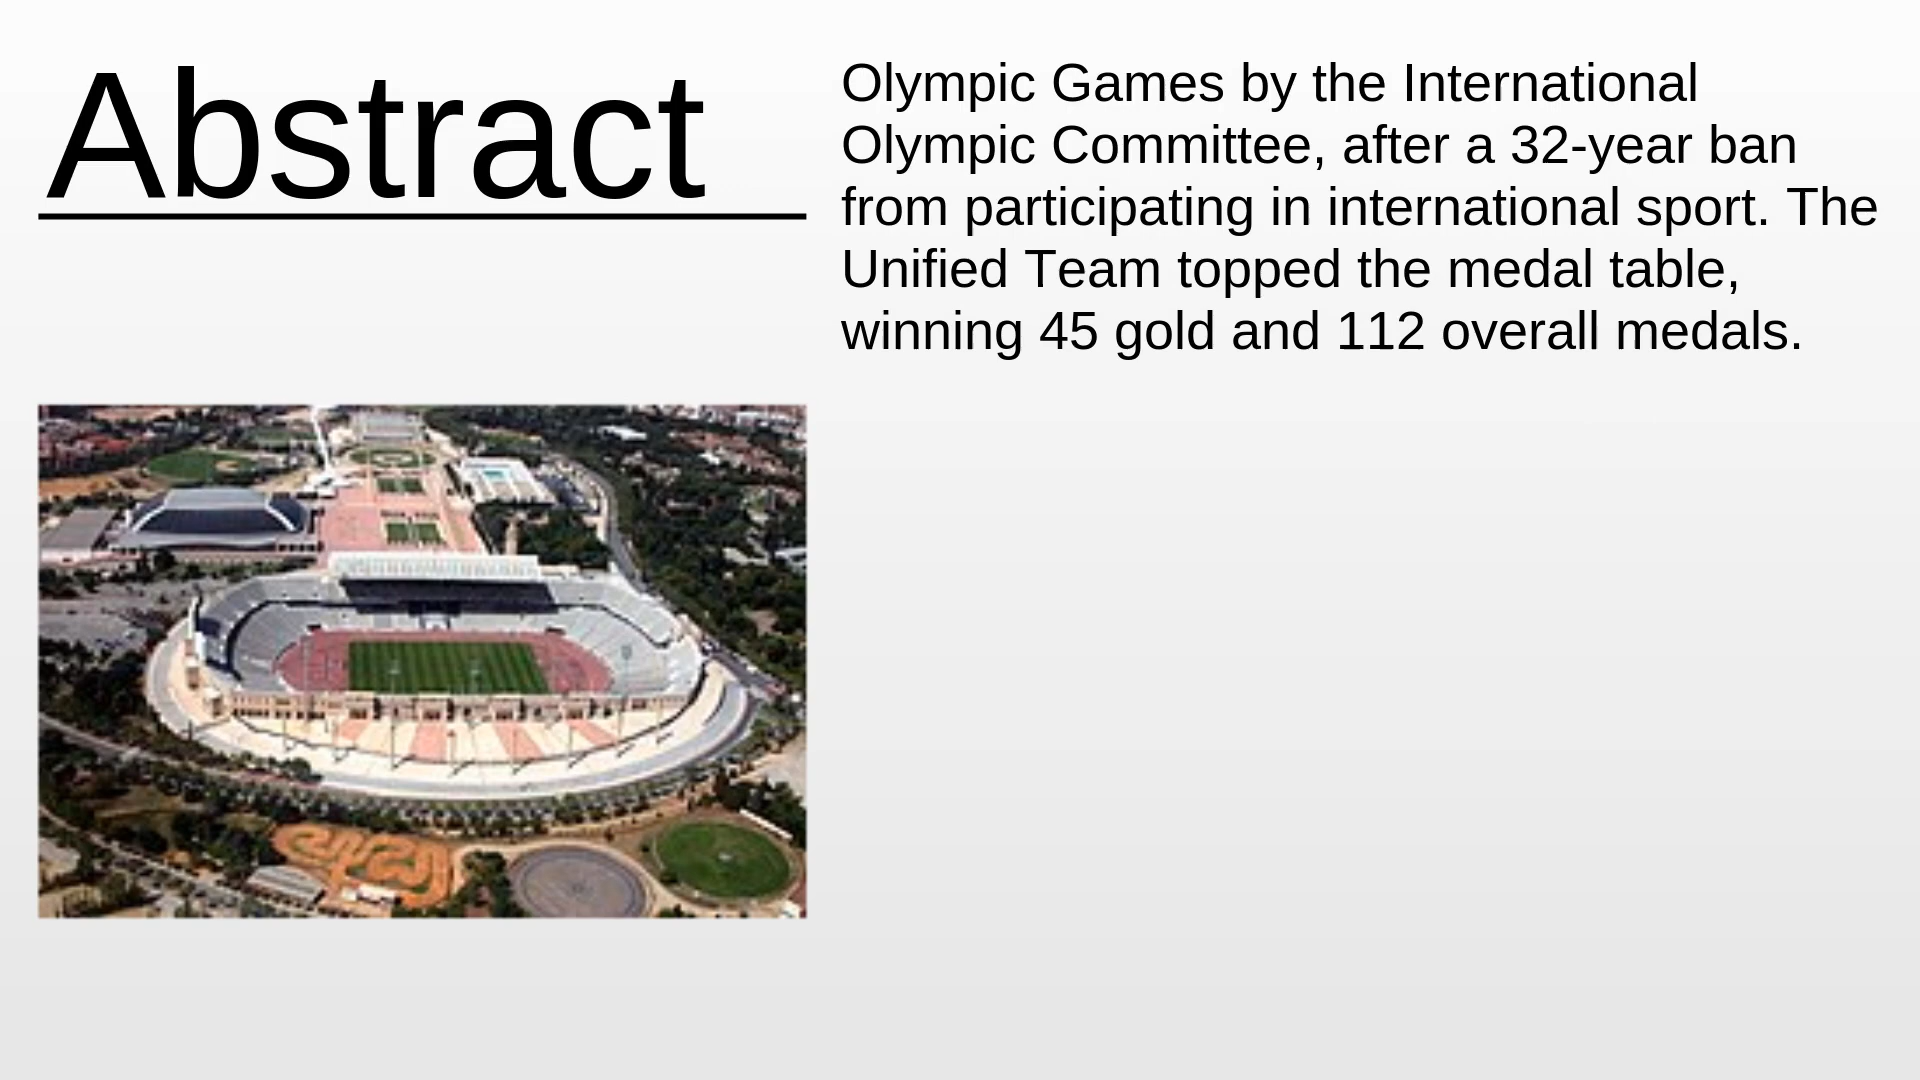 Abstract
Olympic Games by the International
Olympic Committee, after a 32-year ban
from participating in international sport. The
Unified Team topped the medal table,
winning 45 gold and 112 overall medals.